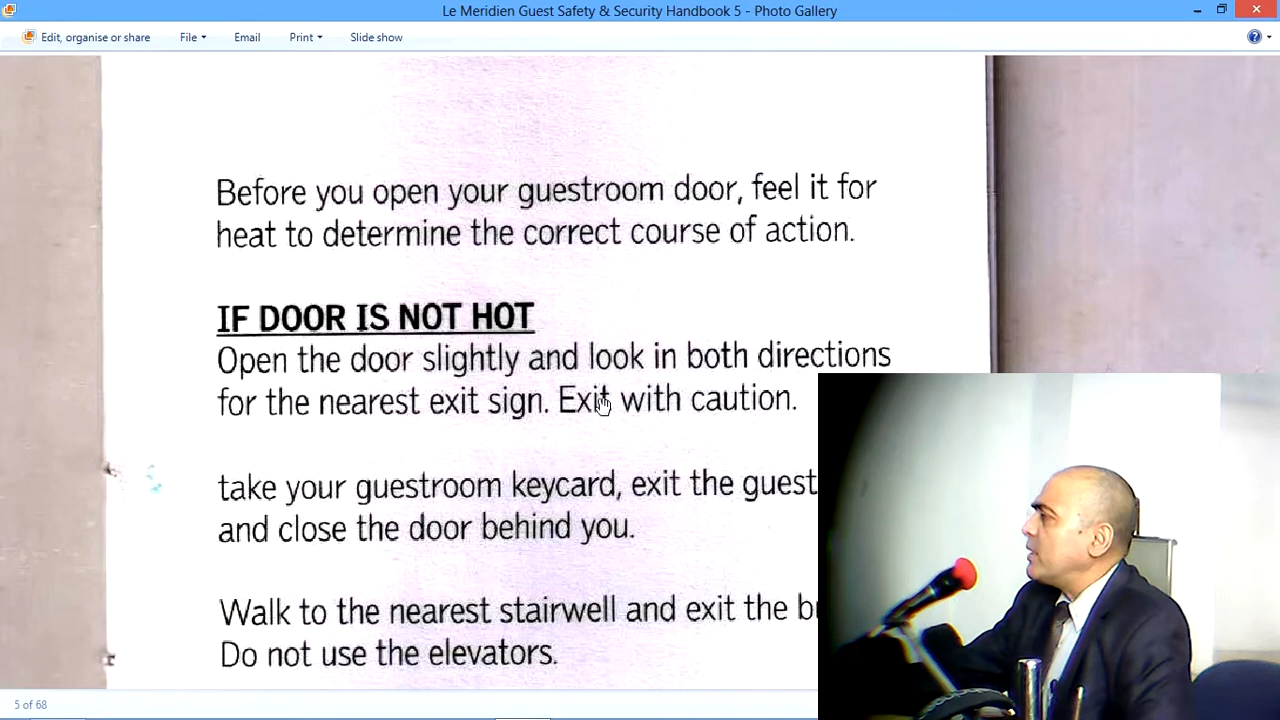 Le Meridien Guest Safety & Security Handbook 5 - Photo Gallery
Edit, organise or share File Email Print Slide show
Before you open your guestroom door, feel it for
heat to determine the correct course of action.
IF DOOR IS NOT HOT
Open the door slightly and look in both directions
for the nearest exit sign. Exit with caution.
take your guestroom keycard, exit the guest
and close the door behind you.
Walk to the nearest stairwell and exit the b
Do not use the elevators.
5 of 68